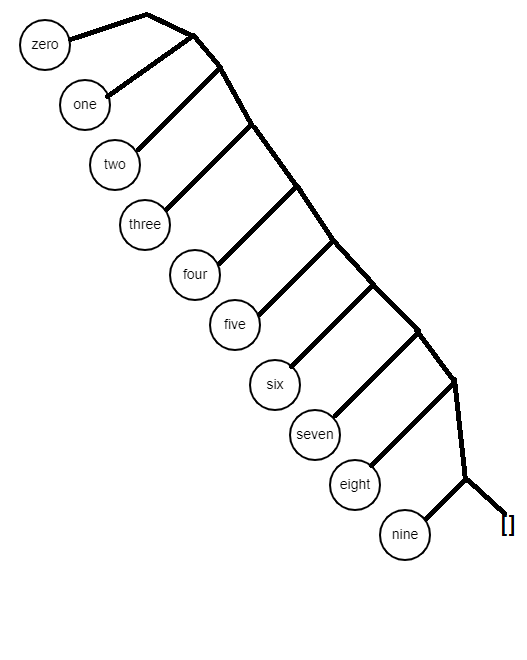 zero
one
two
three
four
five
six
seven
eight
nine
[]